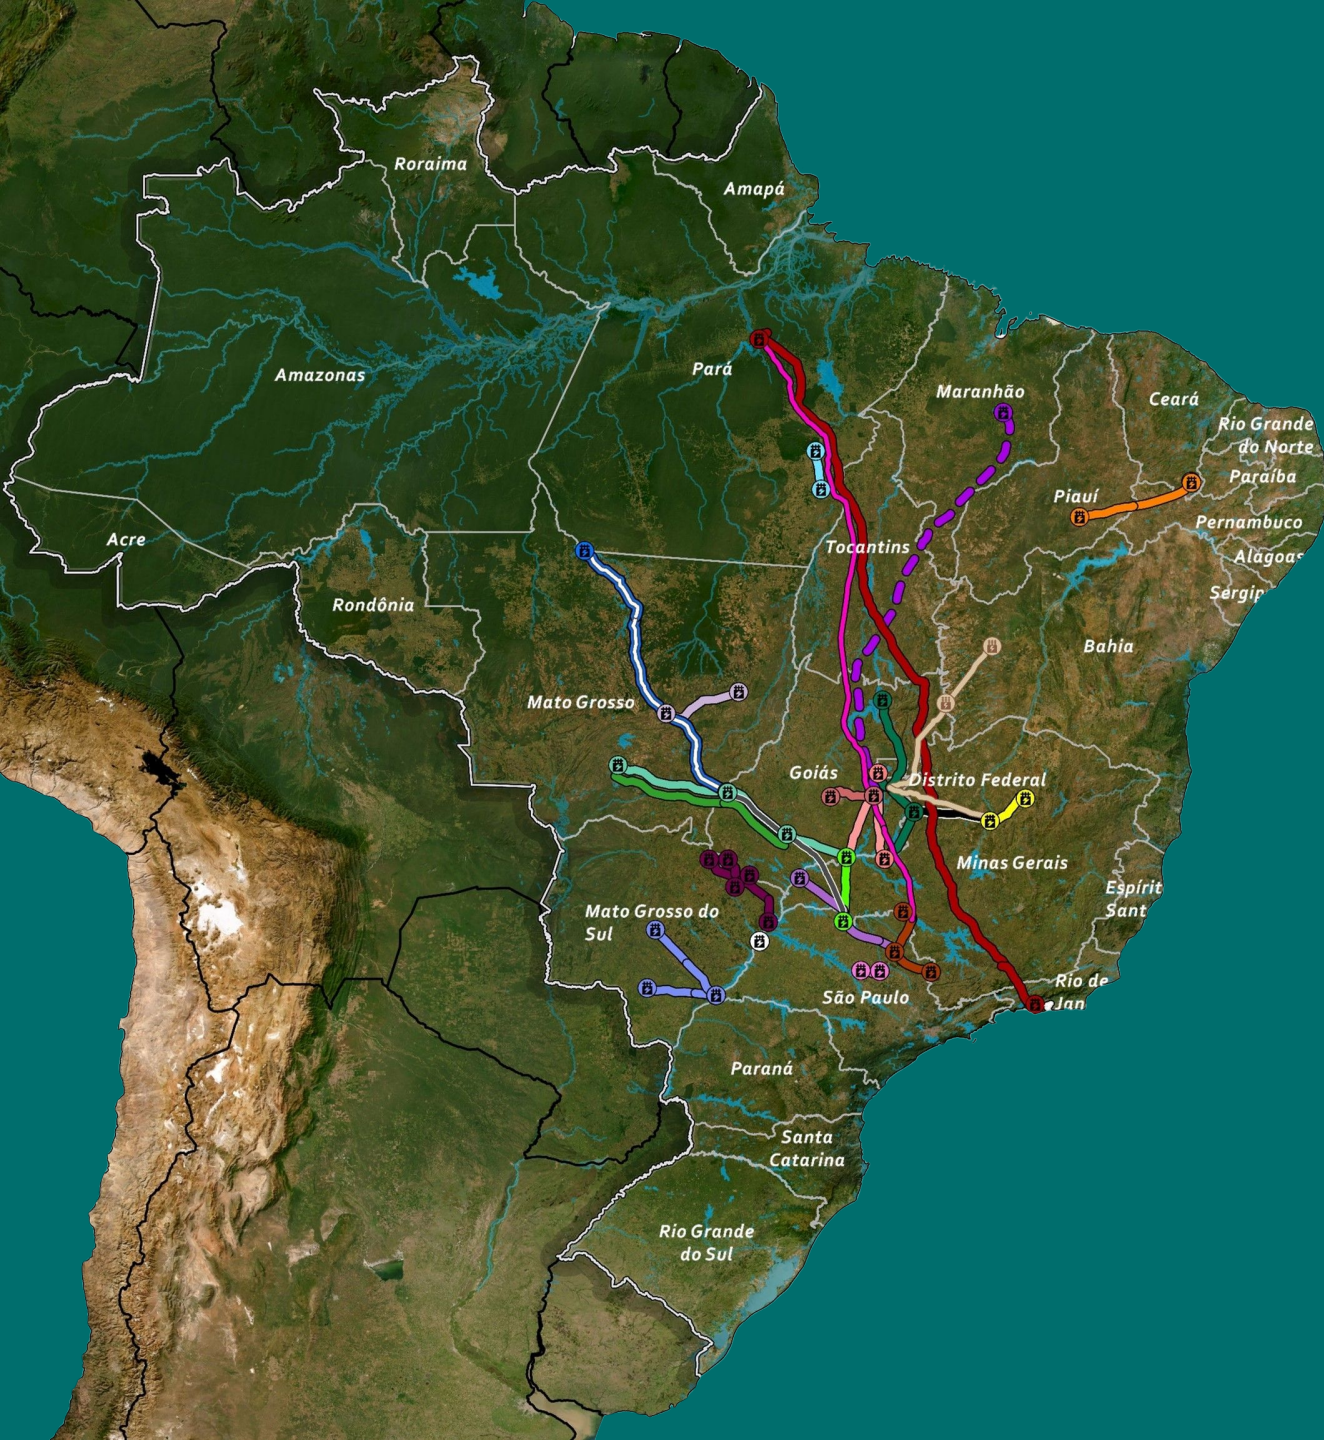 Roraima
Amapá
Pará
Amazonas
Maranhão
Ceará
Rio Grande
do Norte
Paraíba
Piauí
Pernambuco
Acre
Tocantins
Alagoas
Rondônia
Sergip
Bahia
Mato Grosso
Goiás
Distrito Federal
Minas Gerais
Espírit
Sant
Mato Grosso do
Sul
São Paulo
Rio de
Jan
Paraná
Santa
Catarina
Rio Grande
do Sul